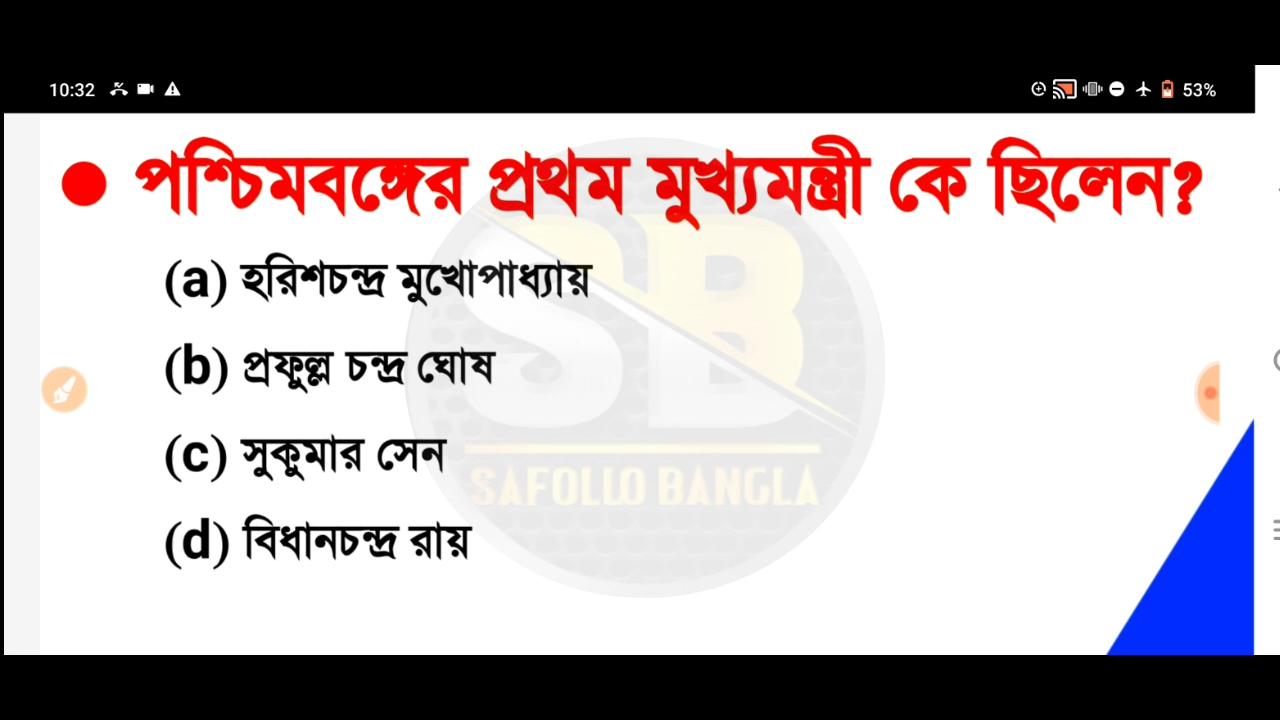 10:32 53%
● পশ্চিমবঙ্গের প্রথম মুখ্যমন্ত্রী কে ছিলেন?
(a) হরিশচন্দ্র মুখোপাধ্যায়
(b) প্রফুল্ল চন্দ্র ঘোষ
(c) সুকুমার সেন
(d) বিধানচন্দ্র রায়
SB
SAFOLLO BANGLA